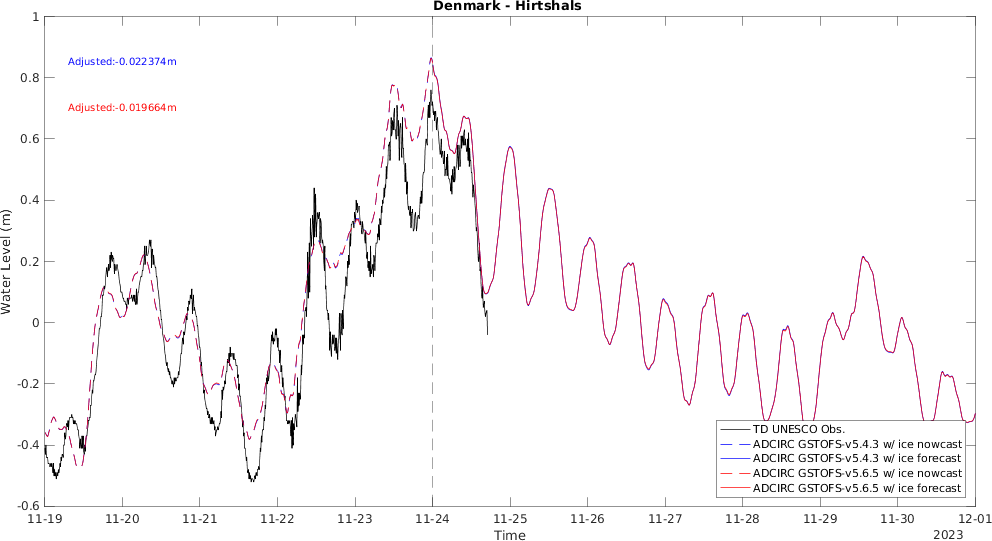 Denmark - Hirtshals
Adjusted:-0.022374m
Adjusted:-0.019664m
Water Level (m)
1
0.8
0.6
0.4
0.2
0
-0.2
-0.4
-0.6
TD UNESCO Obs.
ADCIRC GSTOFS-v5.4.3 w/ ice nowcast
ADCIRC GSTOFS-v5.4.3 w/ ice forecast
ADCIRC GSTOFS-v5.6.5 w/ ice nowcast
ADCIRC GSTOFS-v5.6.5 w/ ice forecast
11-19 11-20 11-21 11-22 11-23 11-24 11-25 11-26 11-27 11-28 11-29 11-30 12-01
Time
2023